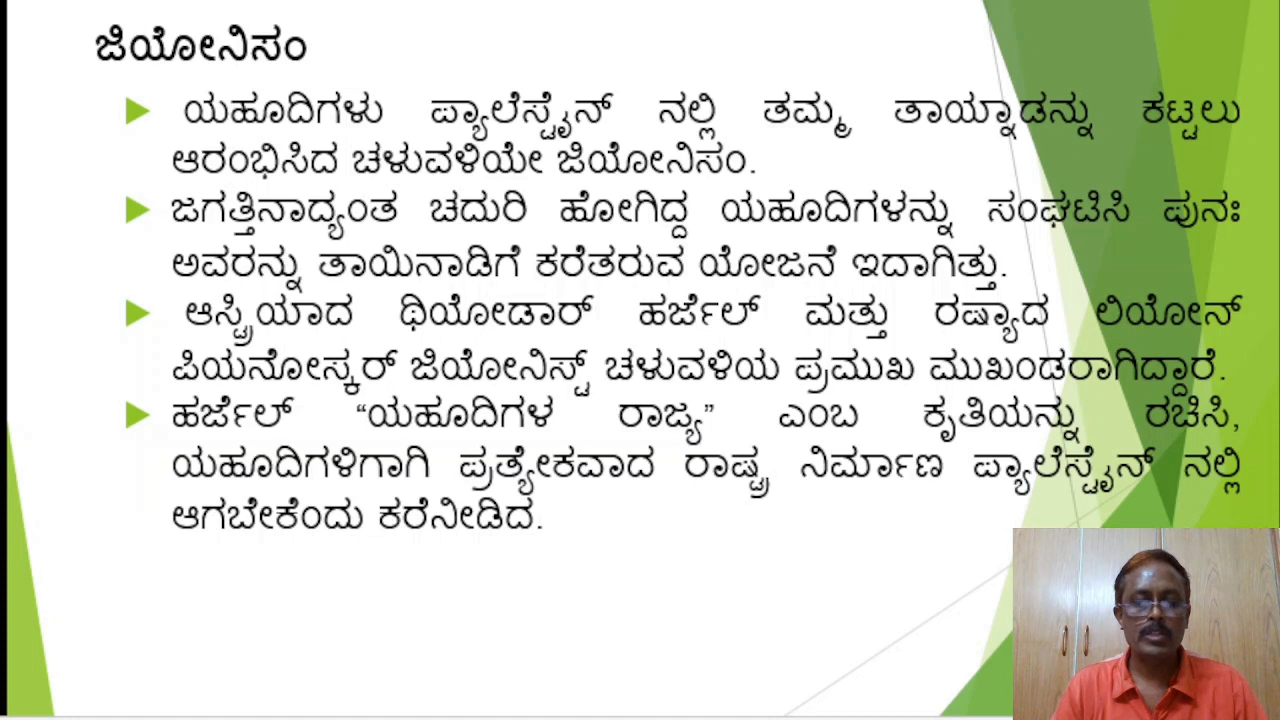 ಜಿಯೋನಿಸಂ
ಯಹೂದಿಗಳು ಪ್ಯಾಲೆಸ್ಟೈನ್ ನಲ್ಲಿ ತಮ್ಮ ತಾಯ್ನಾಡನ್ನು ಕಟ್ಟಲು
ಆರಂಭಿಸಿದ ಚಳುವಳಿಯೇ ಜಿಯೋನಿಸಂ.
ಜಗತ್ತಿನಾದ್ಯಂತ ಚದುರಿ ಹೋಗಿದ್ದ ಯಹೂದಿಗಳನ್ನು ಸಂಘಟಿಸಿ ಪುನಃ
ಅವರನ್ನು ತಾಯಿನಾಡಿಗೆ ಕರೆತರುವ ಯೋಜನೆ ಇದಾಗಿತ್ತು.
ಆಸ್ಟ್ರಿಯಾದ ಥಿಯೋಡಾರ್ ಹರ್ಜೆಲ್ ಮತ್ತು ರಷ್ಯಾದ ಲಿಯೋನ್
ಪಿಯನೋಸ್ಕರ್ ಜಿಯೋನಿಸ್ಟ್ ಚಳುವಳಿಯ ಪ್ರಮುಖ ಮುಖಂಡರಾಗಿದ್ದಾರೆ.
ಹರ್ಜೆಲ್ “ಯಹೂದಿಗಳ ರಾಜ್ಯ” ಎಂಬ ಕೃತಿಯನ್ನು ರಚಿಸಿ,
ಯಹೂದಿಗಳಿಗಾಗಿ ಪ್ರತ್ಯೇಕವಾದ ರಾಷ್ಟ್ರ ನಿರ್ಮಾಣ ಪ್ಯಾಲೆಸ್ಟೈನ್ ನಲ್ಲಿ
ಆಗಬೇಕೆಂದು ಕರೆನೀಡಿದ.